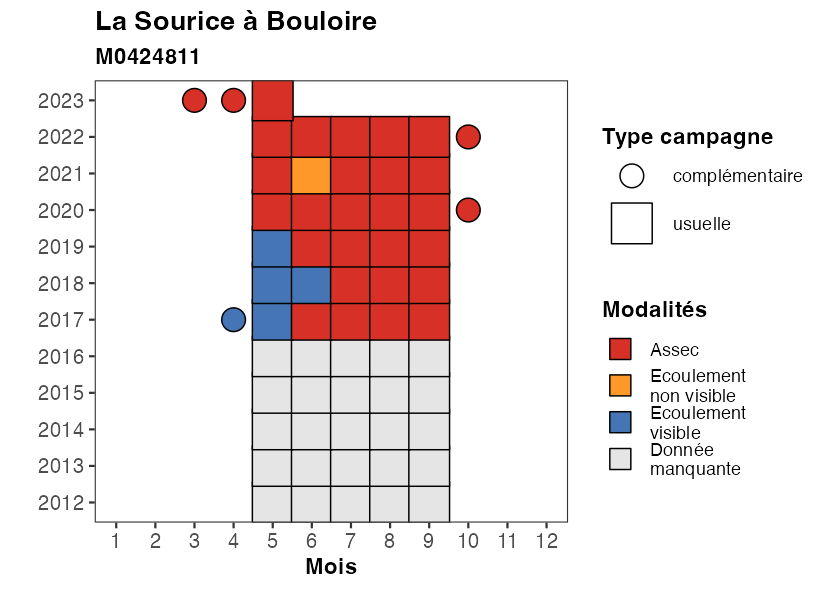 La Sourice à Bouloire
M0424811
2023
2022
2021
2020
2019
2018
2017
2016
2015
2014
2013
2012
1 2 3 4 5 6 7 8 9 10 11 12
Mois
Type campagne
complémentaire
usuelle
Modalités
Assec
Ecoulement
non visible
Ecoulement
visible
Donnée
manquante